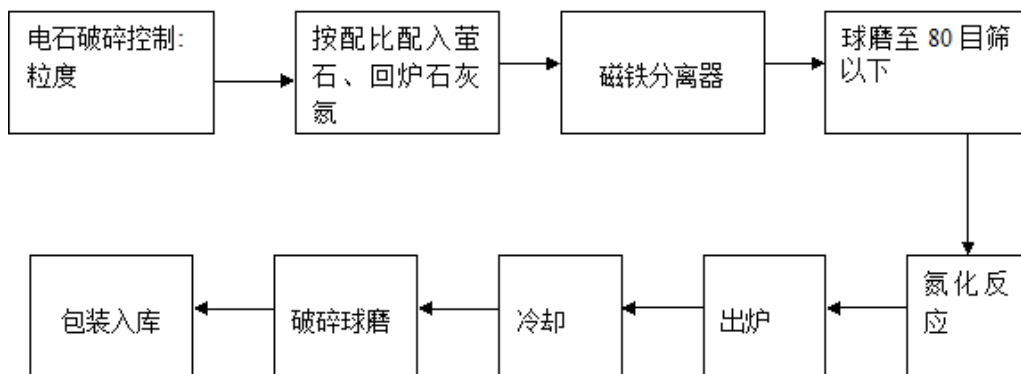 电石破碎控制:
粒度
按配比配入萤
石、回炉石灰
氮
磁铁分离器
球磨至 80 目筛
以下
氮化反
应
出炉
冷却
破碎球磨
包装入库